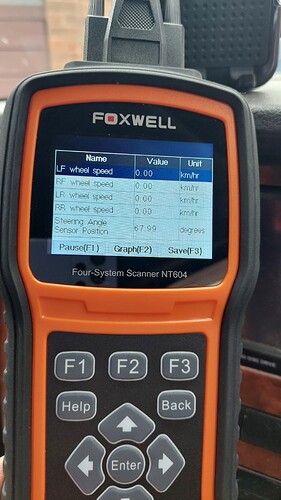 FOXWELL
Name Value Unit
LF wheel speed 0.00 km/hr
RF wheel speed 0.00 km/hr
LR wheel speed 0.00 km/hr
RR wheel speed 0.00 km/hr
Steering Angle
Sensor Position 67.99 degrees
Pause(F1) Graph(F2) Save(F3)
Four-System Scanner NT604
F1 F2 F3
Help Back
Enter